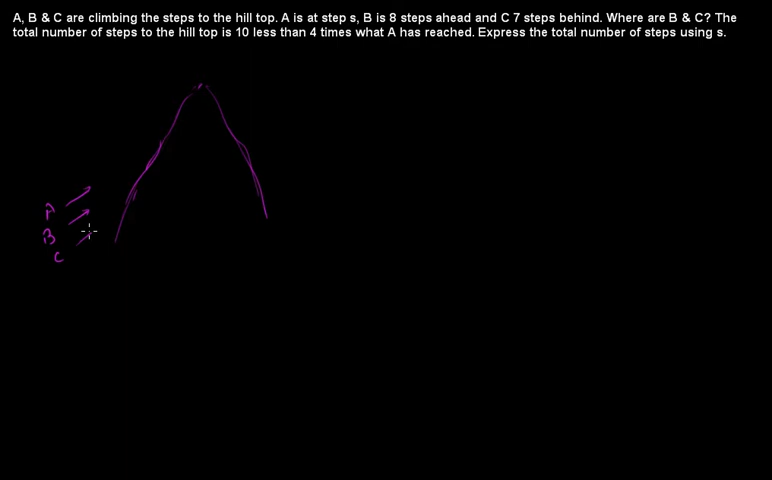 A, B & C are climbing the steps to the hill top. A is at step s, B is 8 steps ahead and C 7 steps behind. Where are B & C? The
total number of steps to the hill top is 10 less than 4 times what A has reached. Express the total number of steps using s.
A
B
C